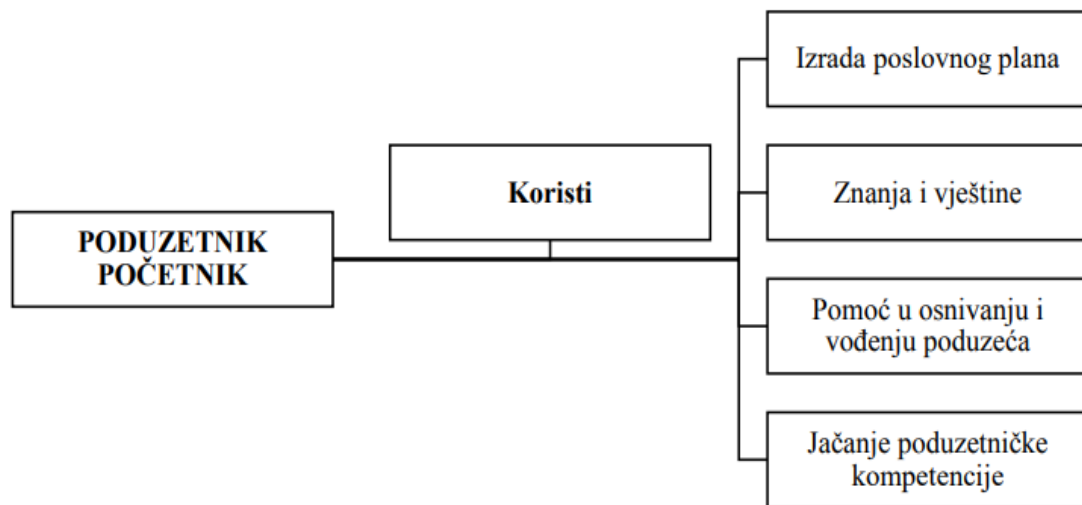 PODUZETNIK
POČETNIK
Koristi
Izrada poslovnog plana
Znanja i vještine
Pomoć u osnivanju i
vođenju poduzeća
Jačanje poduzetničke
kompetencije